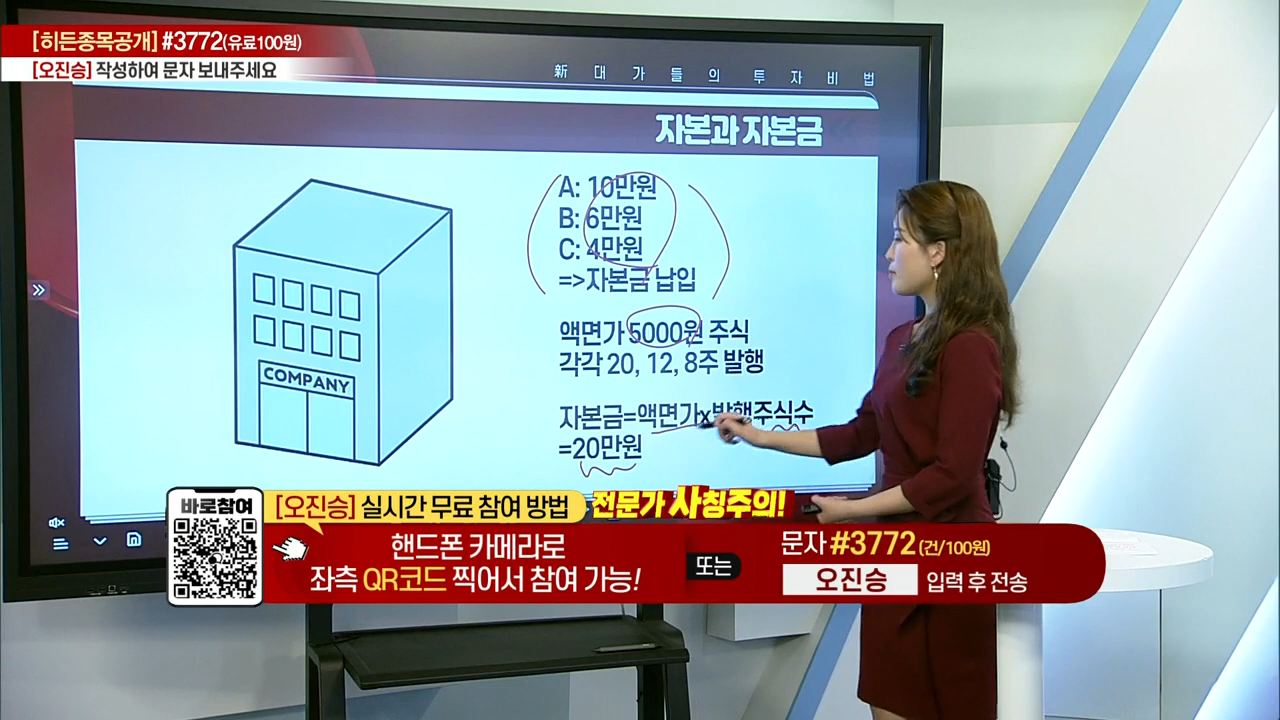 [히든종목공개] #3772(유료100원)
[오진승] 작성하여 문자 보내주세요
新 대가들의 투자비법
자본과 자본금
A: 10만원
B: 6만원
C: 4만원
=>자본금 납입
액면가 5000원 주식
각각 20, 12, 8주 발행
자본금=액면가x발행주식수
=20만원
COMPANY
바로참여
[오진승] 실시간 무료 참여 방법
전문가 사칭주의!
핸드폰 카메라로
좌측 QR코드 찍어서 참여 가능!
또는
문자 #3772 (건/100원)
오진승 입력 후 전송